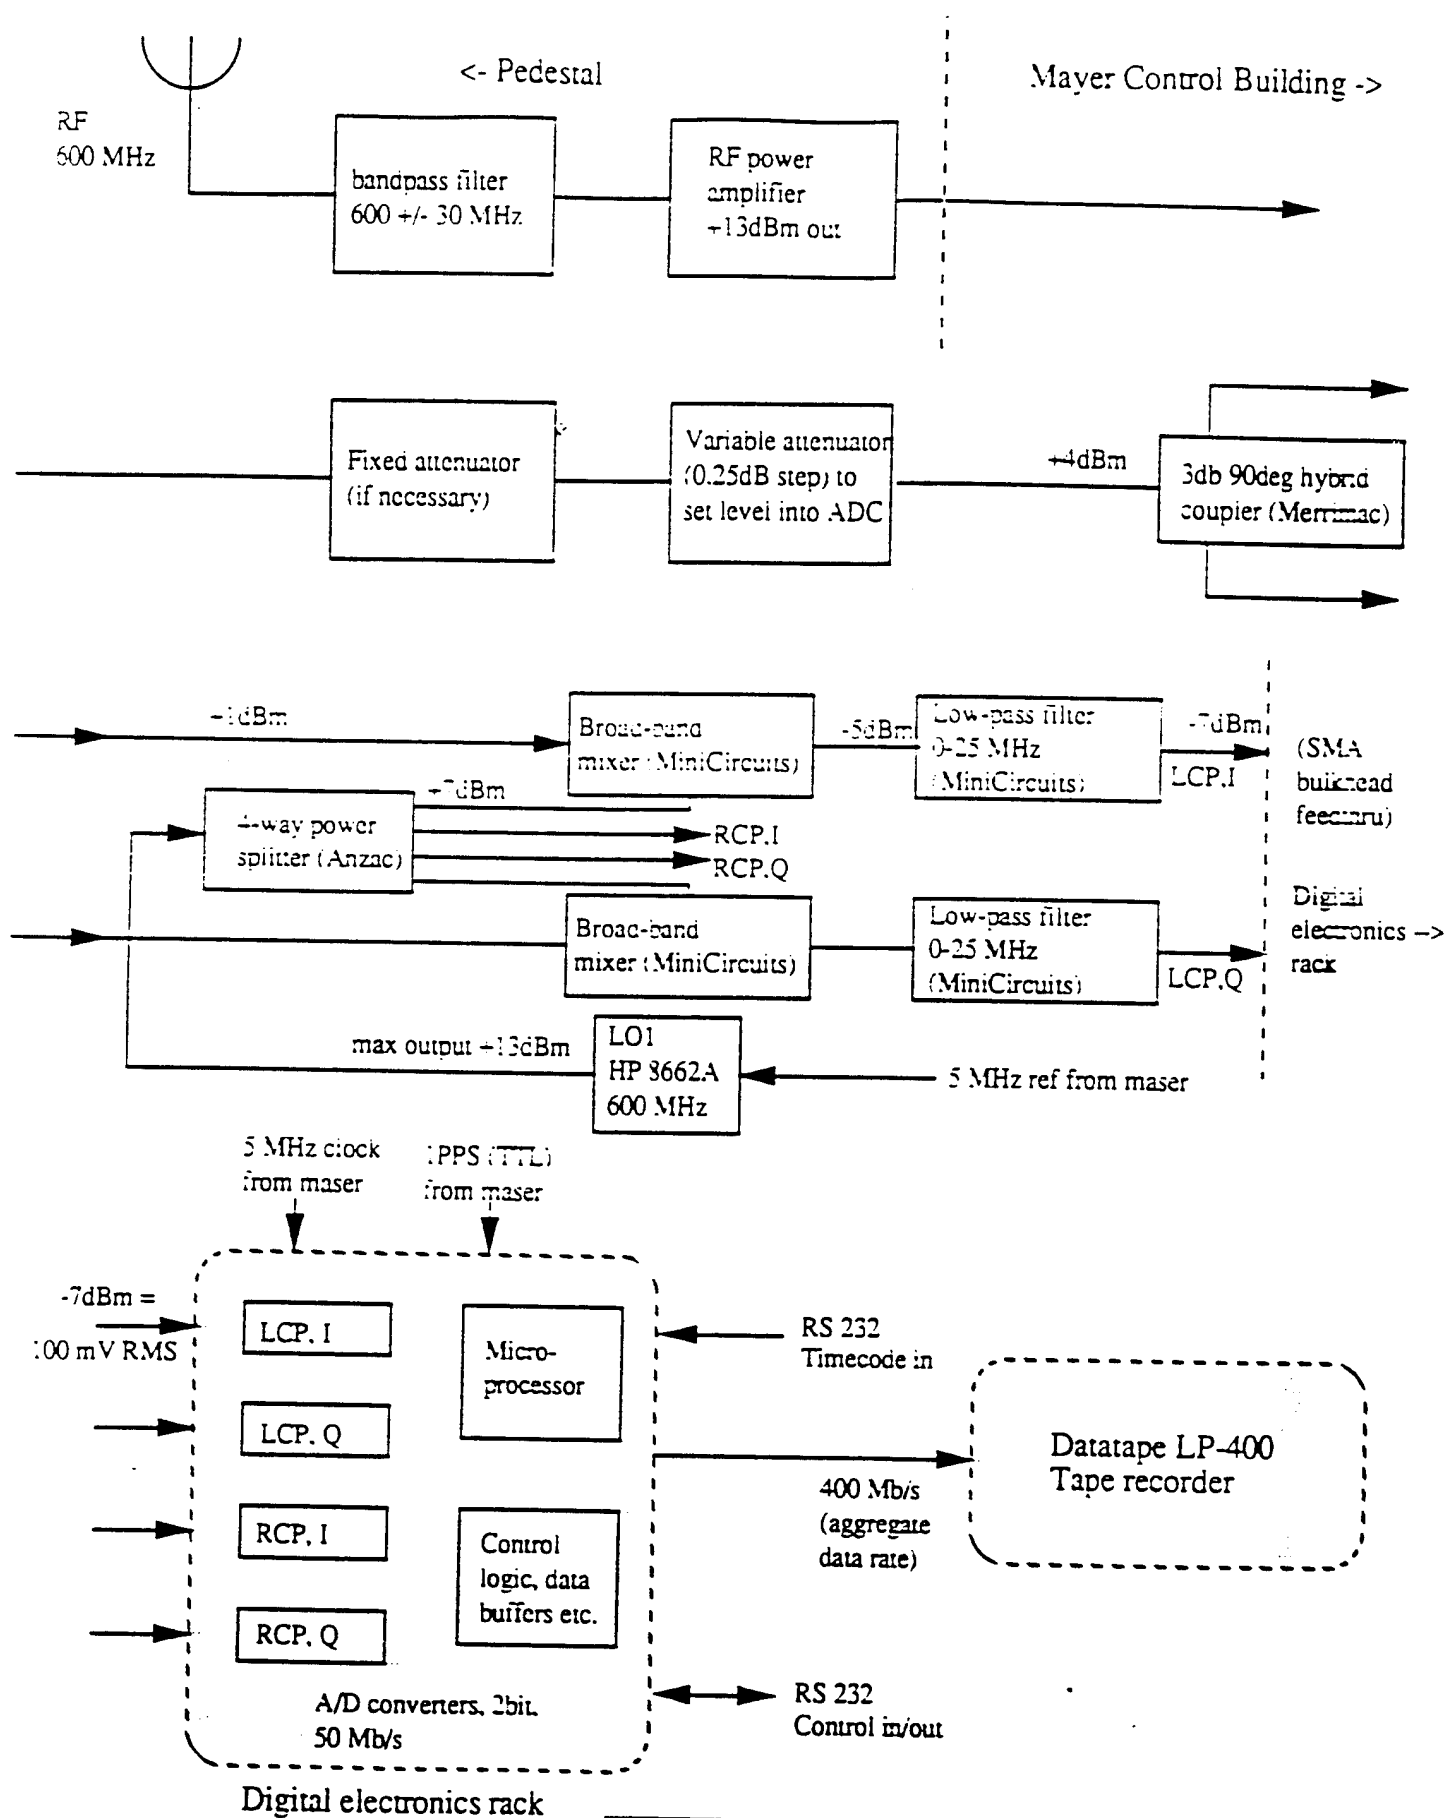 <- Pedestal
Mayer Control Building ->
RF
600 MHz
bandpass filter
600 +/- 30 MHz
RF power
amplifier
+13dBm out
Fixed attenuator
(if necessary)
Variable attenuator
(0.25dB step) to
set level into ADC
+4dBm
3db 90deg hybrid
coupler (Merrimac)
+1dBm
Broad-band
mixer (MiniCircuits)
-5dBm
Low-pass filter
0-25 MHz
(MiniCircuits)
-7dBm
LCP.I
(SMA
bulkhead
feedthru)
+7dBm
4-way power
splitter (Anzac)
RCP.I
RCP.Q
Broad-band
mixer (MiniCircuits)
Low-pass filter
0-25 MHz
(MiniCircuits)
LCP.Q
Digital
electronics -->
rack
max output +13dBm
LO1
HP 8662A
600 MHz
5 MHz ref from maser
5 MHz clock
from maser
1PPS (TTL)
from maser
-7dBm =
100 mV RMS
LCP. I
LCP. Q
RCP. I
RCP. Q
Micro-
processor
Control
logic, data
buffers etc.
A/D converters, 2bit,
50 Mb/s
RS 232
Timecode in
400 Mb/s
(aggregate
data rate)
Datatape LP-400
Tape recorder
RS 232
Control in/out
Digital electronics rack